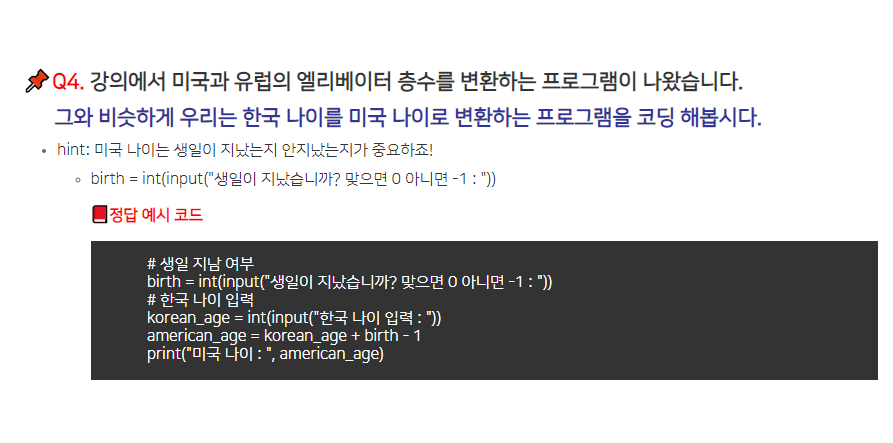 Q4. 강의에서 미국과 유럽의 엘리베이터 층수를 변환하는 프로그램이 나왔습니다.
그와 비슷하게 우리는 한국 나이를 미국 나이로 변환하는 프로그램을 코딩 해봅시다.
hint: 미국 나이는 생일이 지났는지 안지났는지가 중요하죠!
birth = int(input("생일이 지났습니까? 맞으면 0 아니면 -1 : "))
정답 예시 코드
# 생일 지남 여부
birth = int(input("생일이 지났습니까? 맞으면 0 아니면 -1 : "))
# 한국 나이 입력
korean_age = int(input("한국 나이 입력 : "))
american_age = korean_age + birth - 1
print("미국 나이 : ", american_age)